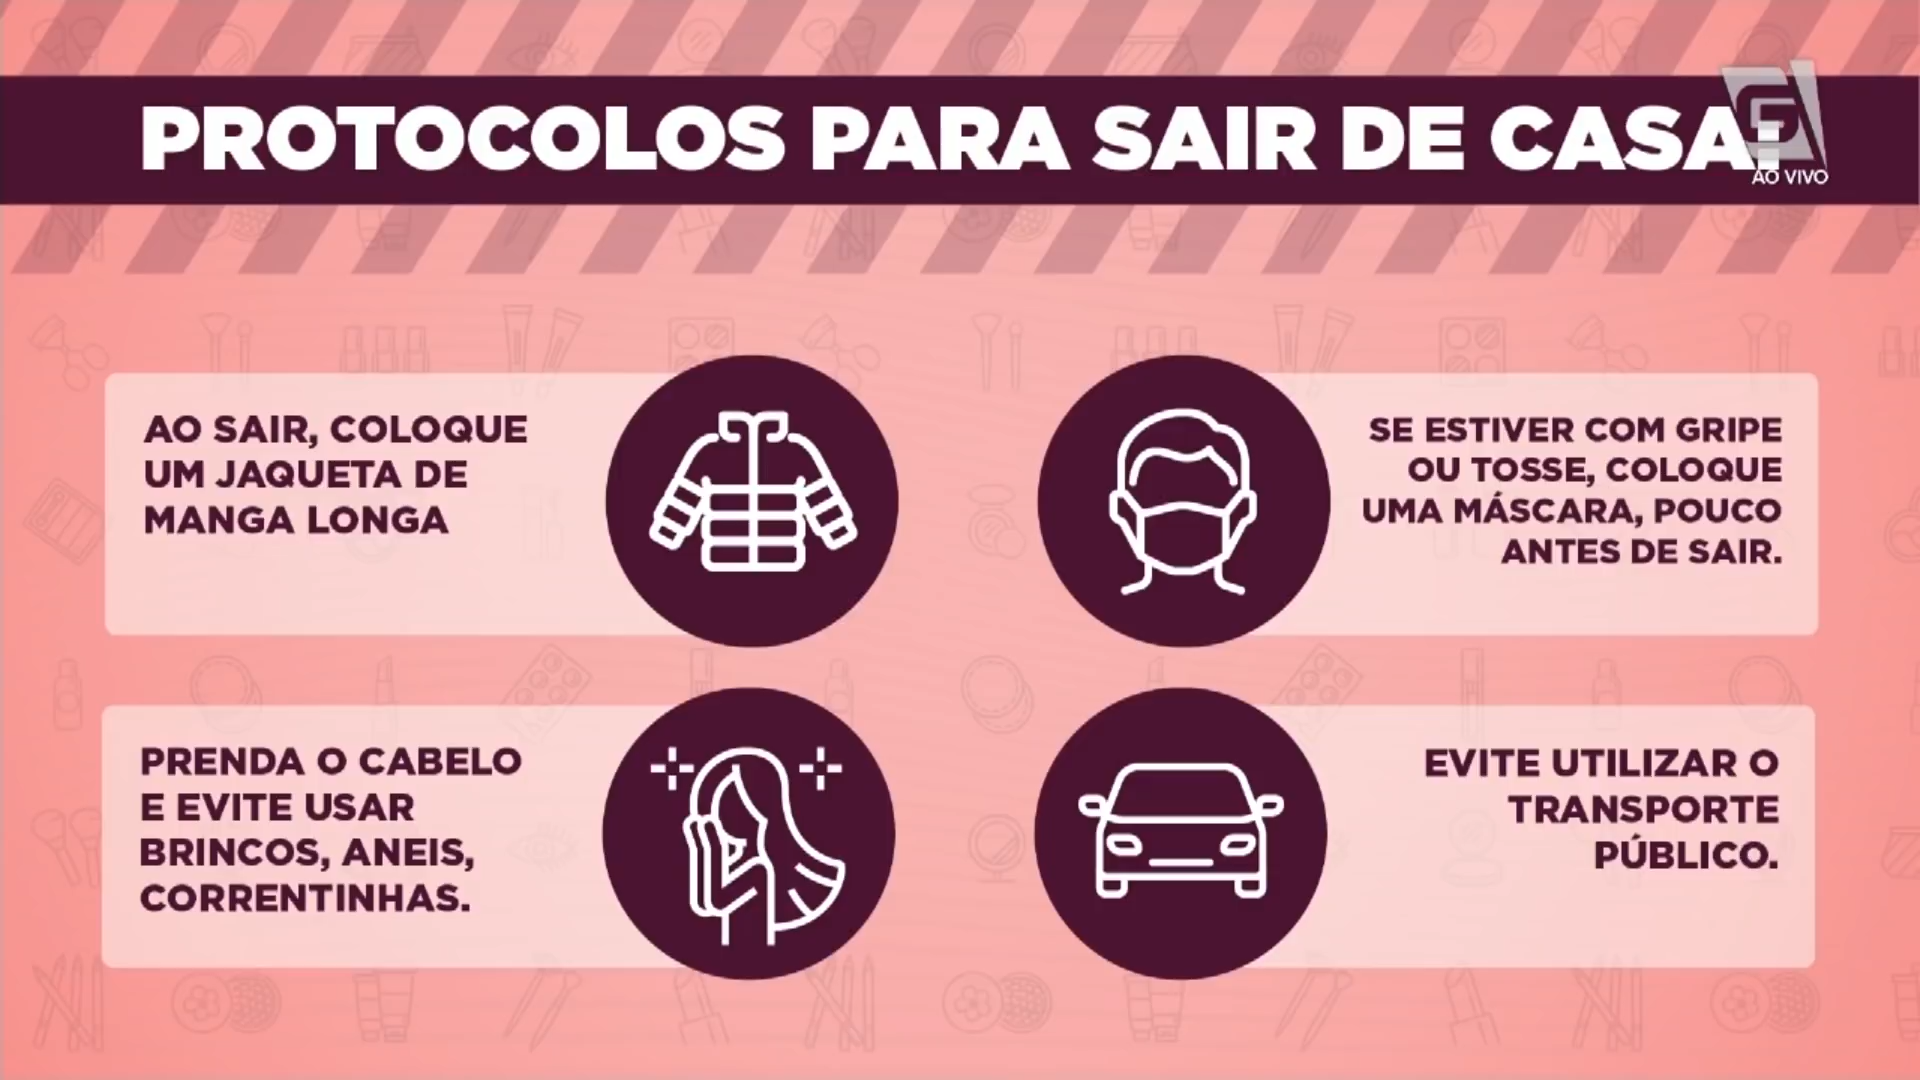 PROTOCOLOS PARA SAIR DE CASA!
AO VIVO
AO SAIR, COLOQUE
UM JAQUETA DE
MANGA LONGA
SE ESTIVER COM GRIPE
OU TOSSE, COLOQUE
UMA MÁSCARA, POUCO
ANTES DE SAIR.
PRENDA O CABELO
E EVITE USAR
BRINCOS, ANEIS,
CORRENTINHAS.
EVITE UTILIZAR O
TRANSPORTE
PÚBLICO.